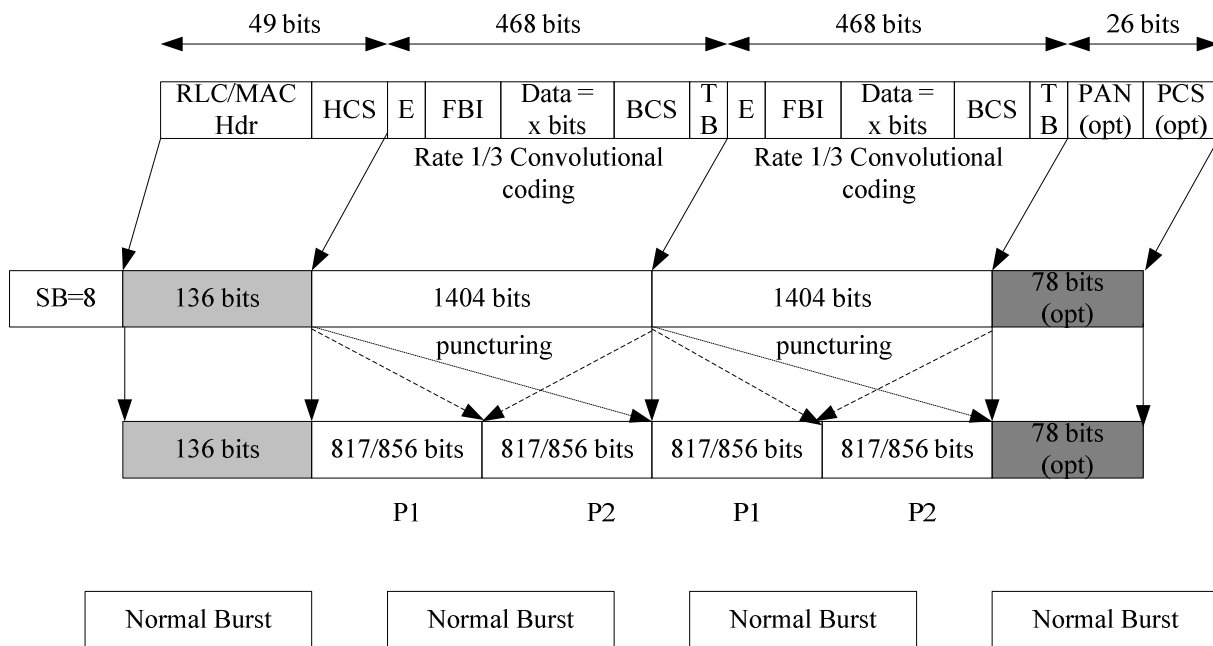 49 bits
468 bits
468 bits
26 bits
RLC/MAC
Hdr
HCS
E
FBI
Data =
x bits
BCS
T
B
E
FBI
Data =
x bits
BCS
T
B
PAN
(opt)
PCS
(opt)
Rate 1/3 Convolutional
coding
Rate 1/3 Convolutional
coding
SB=8
136 bits
1404 bits
1404 bits
78 bits
(opt)
puncturing
puncturing
136 bits
817/856 bits
817/856 bits
817/856 bits
817/856 bits
78 bits
(opt)
P1
P2
P1
P2
Normal Burst
Normal Burst
Normal Burst
Normal Burst